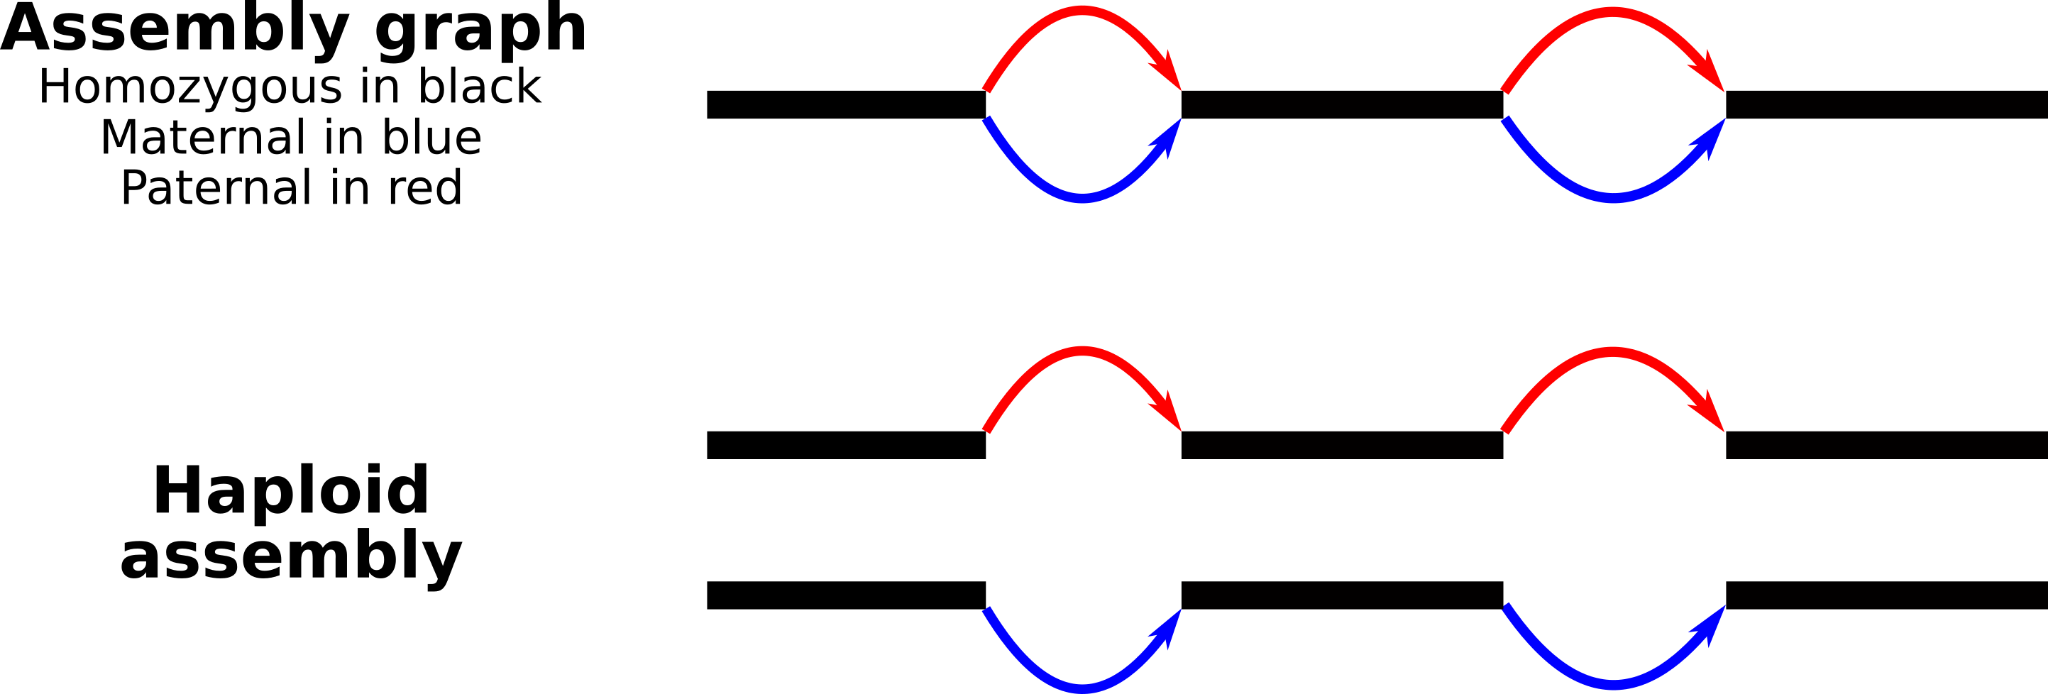 Assembly graph
Homozygous in black
Maternal in blue
Paternal in red
Haploid
assembly